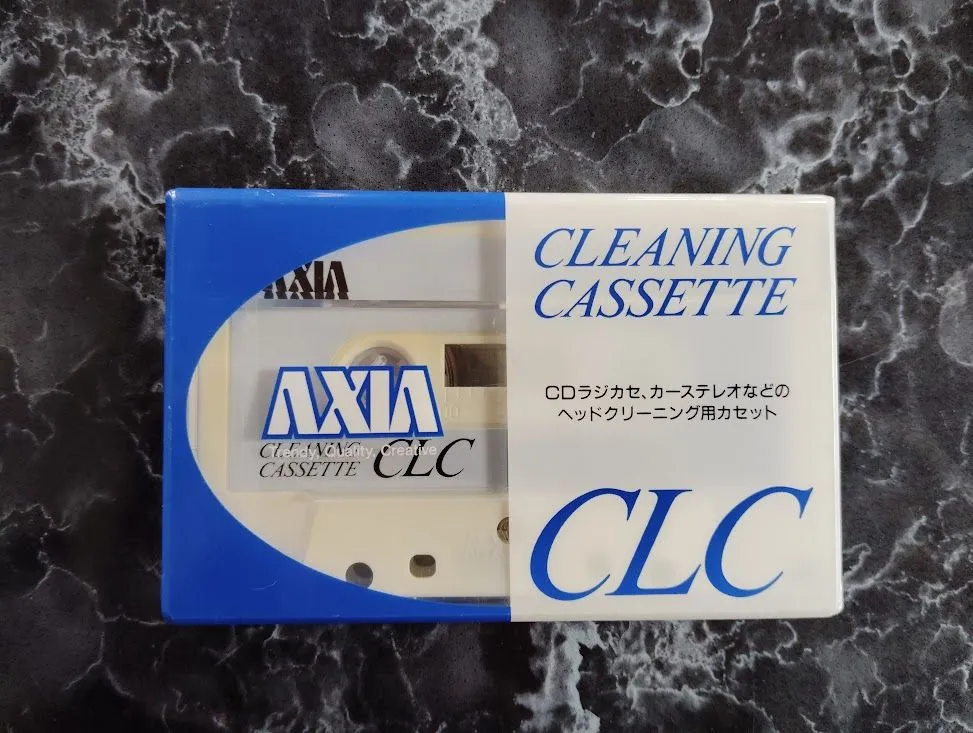 AXIA
AXIA
Trendy, Quality, Creative
CLEANING
CASSETTE CLC
CLEANING
CASSETTE
CDラジカセ、カーステレオなどの
ヘッドクリーニング用カセット
CLC